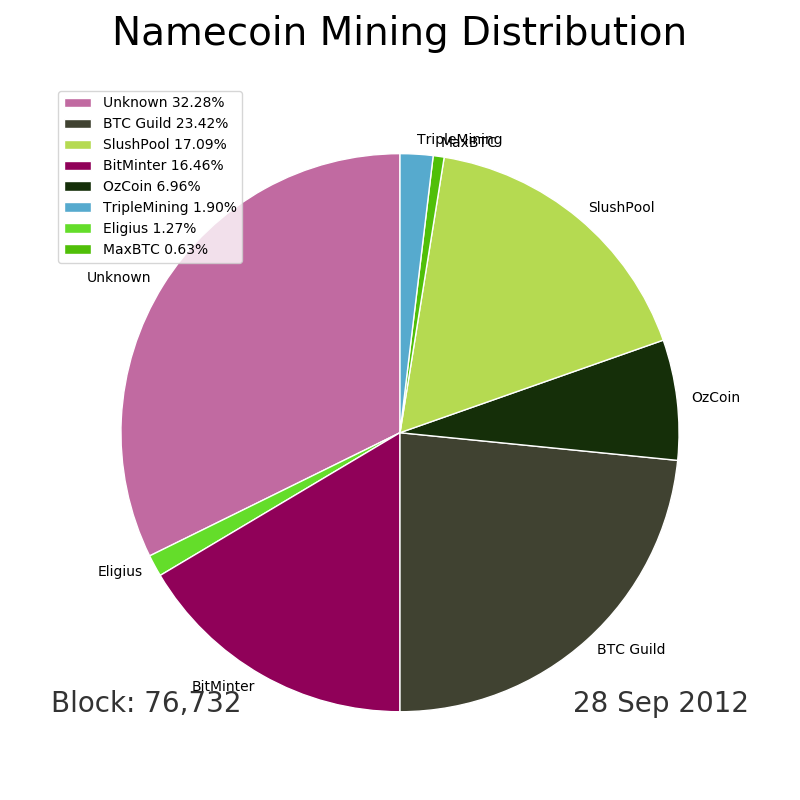 Namecoin Mining Distribution
Unknown 32.28%
BTC Guild 23.42%
SlushPool 17.09%
BitMinter 16.46%
OzCoin 6.96%
TripleMining 1.90%
Eligius 1.27%
MaxBTC 0.63%
TripleMining
MaxBTC
SlushPool
Unknown
OzCoin
Eligius
BTC Guild
BitMinter
Block: 76,732
28 Sep 2012